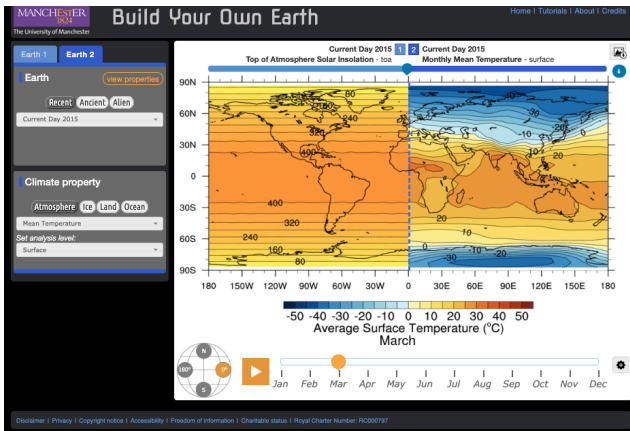 MANCHESTER
1824
The University of Manchester
Build Your Own Earth
Home | Tutorials | About | Credits
Earth 1
Earth 2
Earth
view properties
Recent
Ancient
Alien
Current Day 2015
Climate property
Atmosphere
Ice
Land
Ocean
Mean Temperature
Set analysis level:
Surface
Current Day 2015 1 2 Current Day 2015
Top of Atmosphere Solar Insolation - toa Monthly Mean Temperature - surface
90N
60N
30N
0
30S
60S
90S
80
240
320
400
400
320
240
160
80
0
-10
-10
20
20
10
0
-10
-20
-30
180 150W 120W 90W 60W 30W 0 30E 60E 90E 120E 150E 180
-50 -40 -30 -20 -10 0 10 20 30 40 50
Average Surface Temperature (°C)
March
N
180°
0°
S
Jan Feb Mar Apr May Jun Jul Aug Sep Oct Nov Dec
Disclaimer | Privacy | Copyright notice | Accessibility | Freedom of information | Charitable status | Royal Charter Number: RC000797